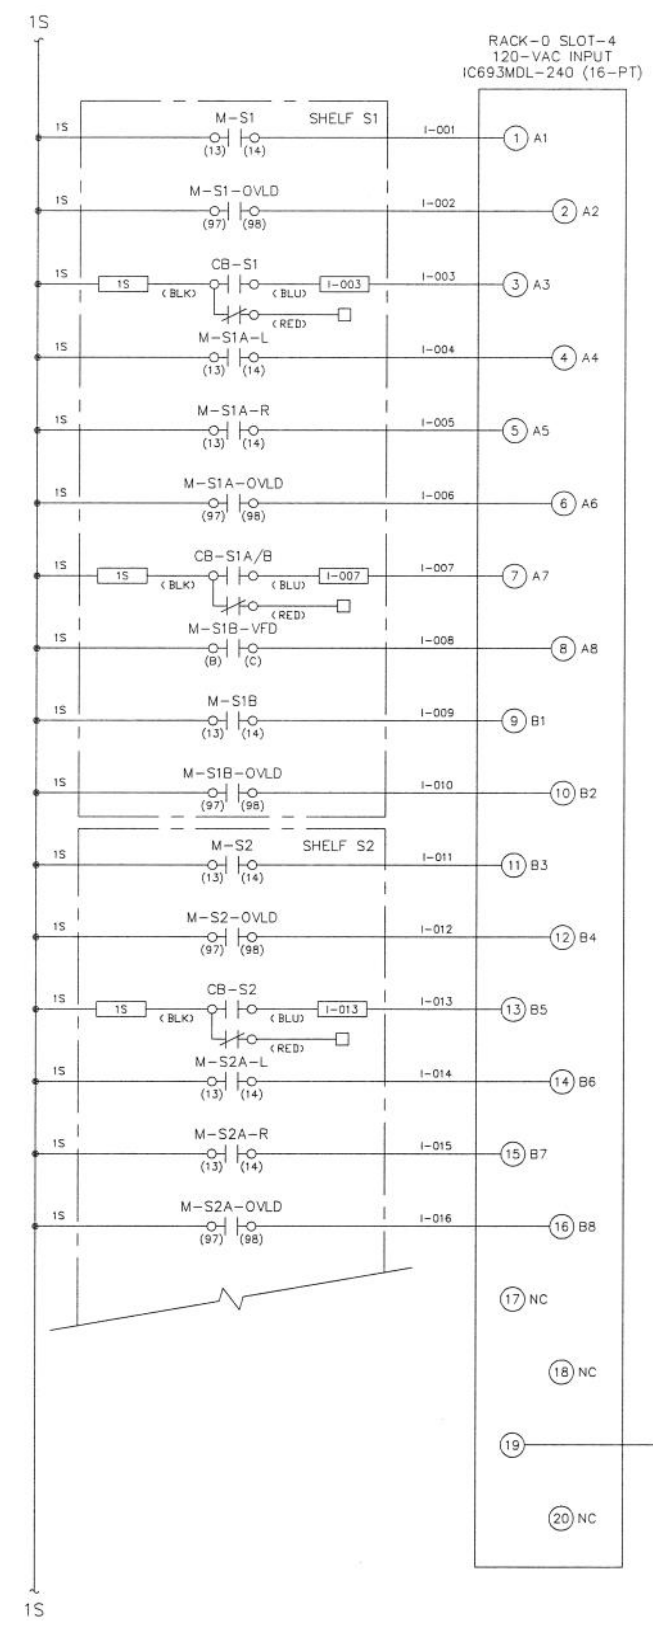 1S
RACK-0 SLOT-4
120-VAC INPUT
IC693MDL-240 (16-PT)
SHELF S1
1S M-S1 I-001 1 A1
(13) (14)
M-S1-OVLD
1S I-002 2 A2
(97) (98)
CB-S1
1S 1S (BLK) (BLU) I-003 I-003 3 A3
(RED)
M-S1A-L
1S I-004 4 A4
(13) (14)
M-S1A-R
1S I-005 5 A5
(13) (14)
M-S1A-OVLD
1S I-006 6 A6
(97) (98)
CB-S1A/B
1S 1S (BLK) (BLU) I-007 I-007 7 A7
(RED)
M-S1B-VFD
1S I-008 8 A8
(B) (C)
M-S1B
1S I-009 9 B1
(13) (14)
M-S1B-OVLD
1S I-010 10 B2
(97) (98)
M-S2 SHELF S2
1S I-011 11 B3
(13) (14)
M-S2-OVLD
1S I-012 12 B4
(97) (98)
CB-S2
1S 1S (BLK) (BLU) I-013 I-013 13 B5
(RED)
M-S2A-L
1S I-014 14 B6
(13) (14)
M-S2A-R
1S I-015 15 B7
(13) (14)
M-S2A-OVLD
1S I-016 16 B8
(97) (98)
17 NC
18 NC
19
20 NC
1S